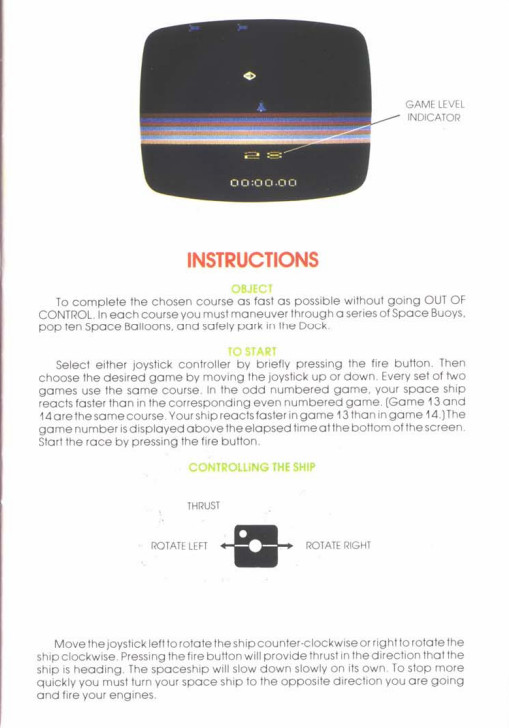 GAME LEVEL
INDICATOR
28
00:00.00
INSTRUCTIONS
OBJECT
To complete the chosen course as fast as possible without going OUT OF
CONTROL. In each course you must maneuver through a series of Space Buoys,
pop ten Space Balloons, and safely park in the Dock.
TO START
Select either joystick controller by briefly pressing the fire button. Then
choose the desired game by moving the joystick up or down. Every set of two
games use the same course. In the odd numbered game, your space ship
reacts faster than in the corresponding even numbered game. (Game 13 and
14 are the same course. Your ship reacts faster in game 13 than in game 14.) The
game number is displayed above the elapsed time at the bottom of the screen.
Start the race by pressing the fire button.
CONTROLLING THE SHIP
THRUST
ROTATE LEFT ROTATE RIGHT
Move the joystick left to rotate the ship counter-clockwise or right to rotate the
ship clockwise. Pressing the fire button will provide thrust in the direction that the
ship is heading. The spaceship will slow down slowly on its own. To stop more
quickly you must turn your space ship to the opposite direction you are going
and fire your engines.